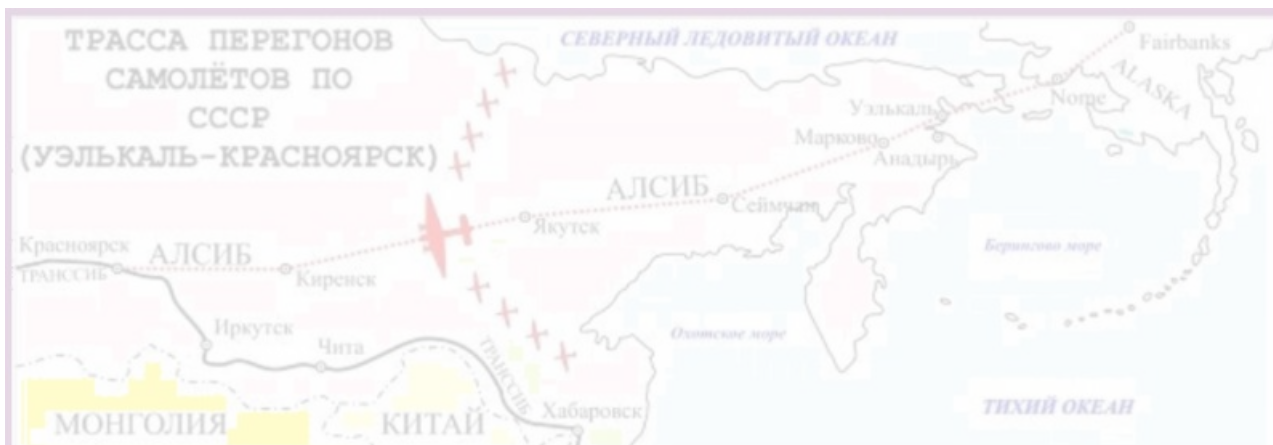 ТРАССА ПЕРЕГОНОВ
САМОЛЁТОВ ПО
СССР
(УЭЛЬКАЛЬ-КРАСНОЯРСК)
СЕВЕРНЫЙ ЛЕДОВИТЫЙ ОКЕАН
Fairbanks
ALASKA
Nome
Уэлькаль
Марково
Анадырь
АЛСИБ
Сеймчан
Якутск
Красноярск
ТРАНССИБ
АЛСИБ
Киренск
Берингово море
Иркутск
Чита
ТРАНССИБ
Охотское море
МОНГОЛИЯ
КИТАЙ
Хабаровск
ТИХИЙ ОКЕАН